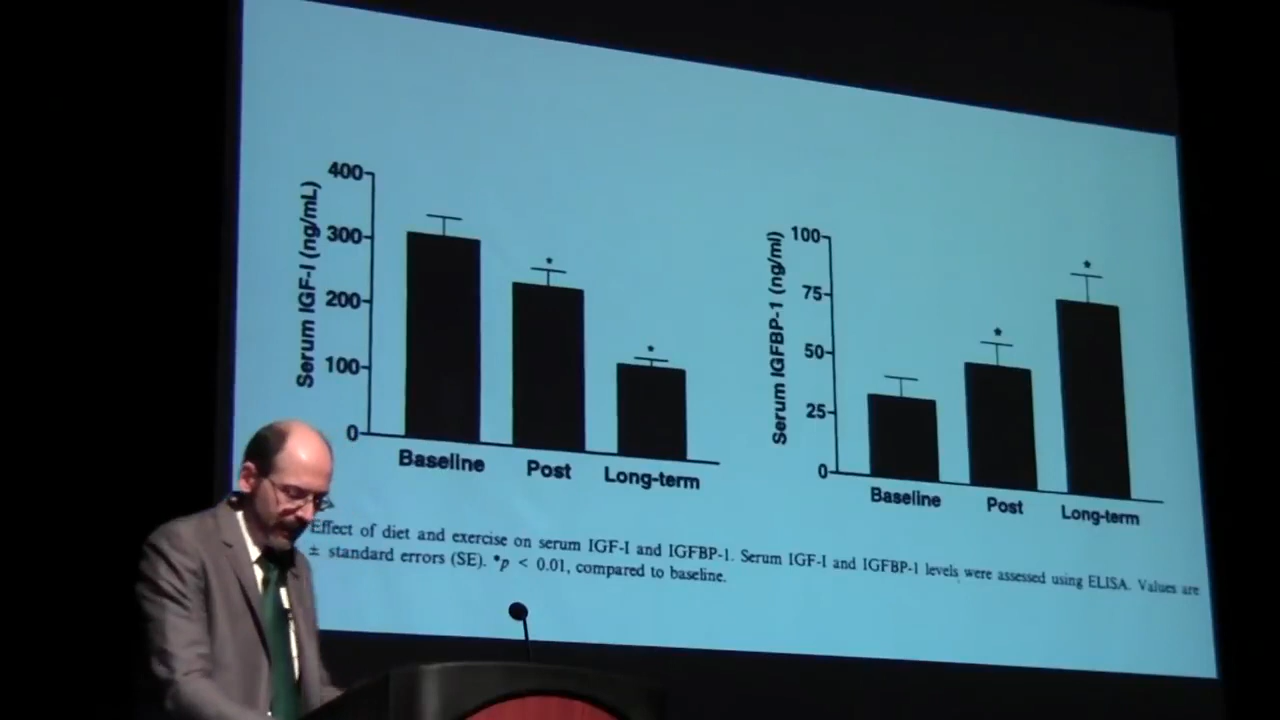 400
300
200
100
0
Serum IGF-I (ng/mL)
* *
Baseline Post Long-term
100
75
50
25
0
Serum IGFBP-1 (ng/ml)
* *
Baseline Post Long-term
Effect of diet and exercise on serum IGF-I and IGFBP-1. Serum IGF-I and IGFBP-1 levels were assessed using ELISA. Values are
± standard errors (SE). *p < 0.01, compared to baseline.